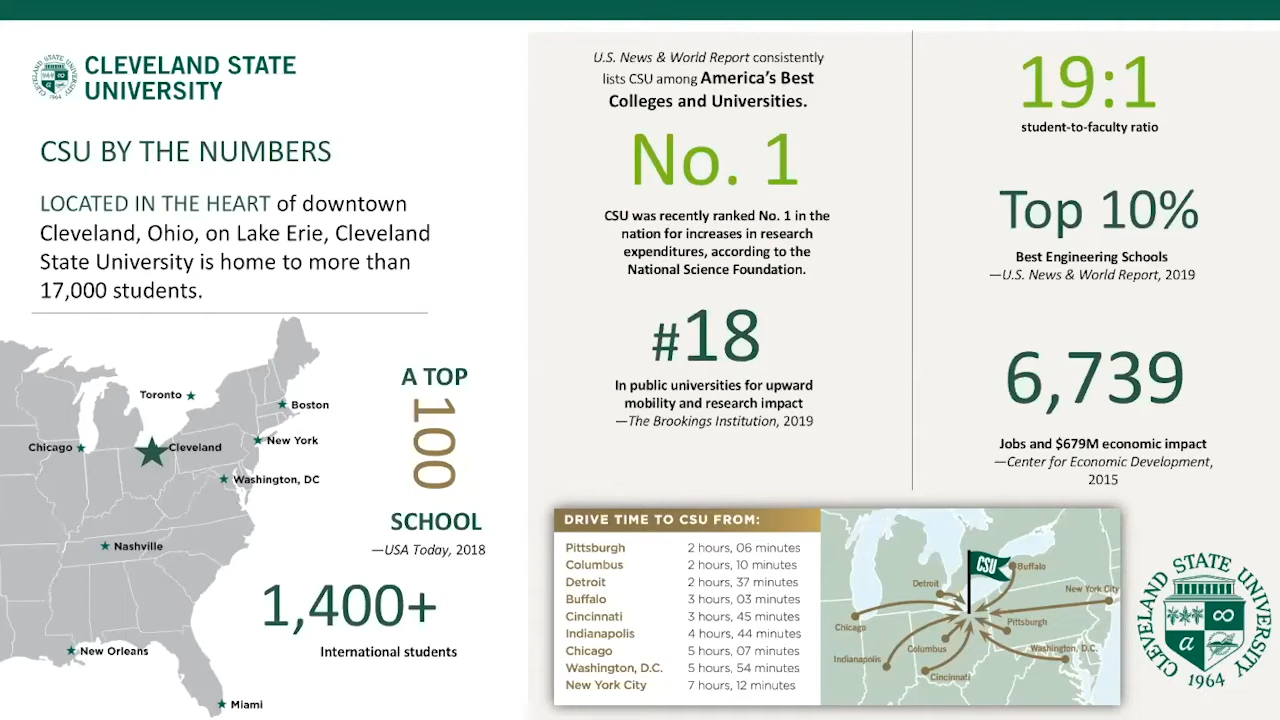 CLEVELAND STATE
UNIVERSITY
CSU BY THE NUMBERS
LOCATED IN THE HEART of downtown
Cleveland, Ohio, on Lake Erie, Cleveland
State University is home to more than
17,000 students.
Toronto
Boston
Chicago
Cleveland
New York
Washington, DC
Nashville
New Orleans
Miami
A TOP
100
SCHOOL
—USA Today, 2018
1,400+
International students
U.S. News & World Report consistently
lists CSU among America's Best
Colleges and Universities.
No. 1
CSU was recently ranked No. 1 in the
nation for increases in research
expenditures, according to the
National Science Foundation.
#18
In public universities for upward
mobility and research impact
—The Brookings Institution, 2019
19:1
student-to-faculty ratio
Top 10%
Best Engineering Schools
—U.S. News & World Report, 2019
6,739
Jobs and $679M economic impact
—Center for Economic Development,
2015
DRIVE TIME TO CSU FROM:
Pittsburgh 2 hours, 06 minutes
Columbus 2 hours, 10 minutes
Detroit 2 hours, 37 minutes
Buffalo 3 hours, 03 minutes
Cincinnati 3 hours, 45 minutes
Indianapolis 4 hours, 44 minutes
Chicago 5 hours, 07 minutes
Washington, D.C. 5 hours, 54 minutes
New York City 7 hours, 12 minutes
CSU
Buffalo
Detroit
New York City
Chicago
Pittsburgh
Columbus
Washington, D.C.
Indianapolis
Cincinnati
CLEVELAND STATE UNIVERSITY
1964